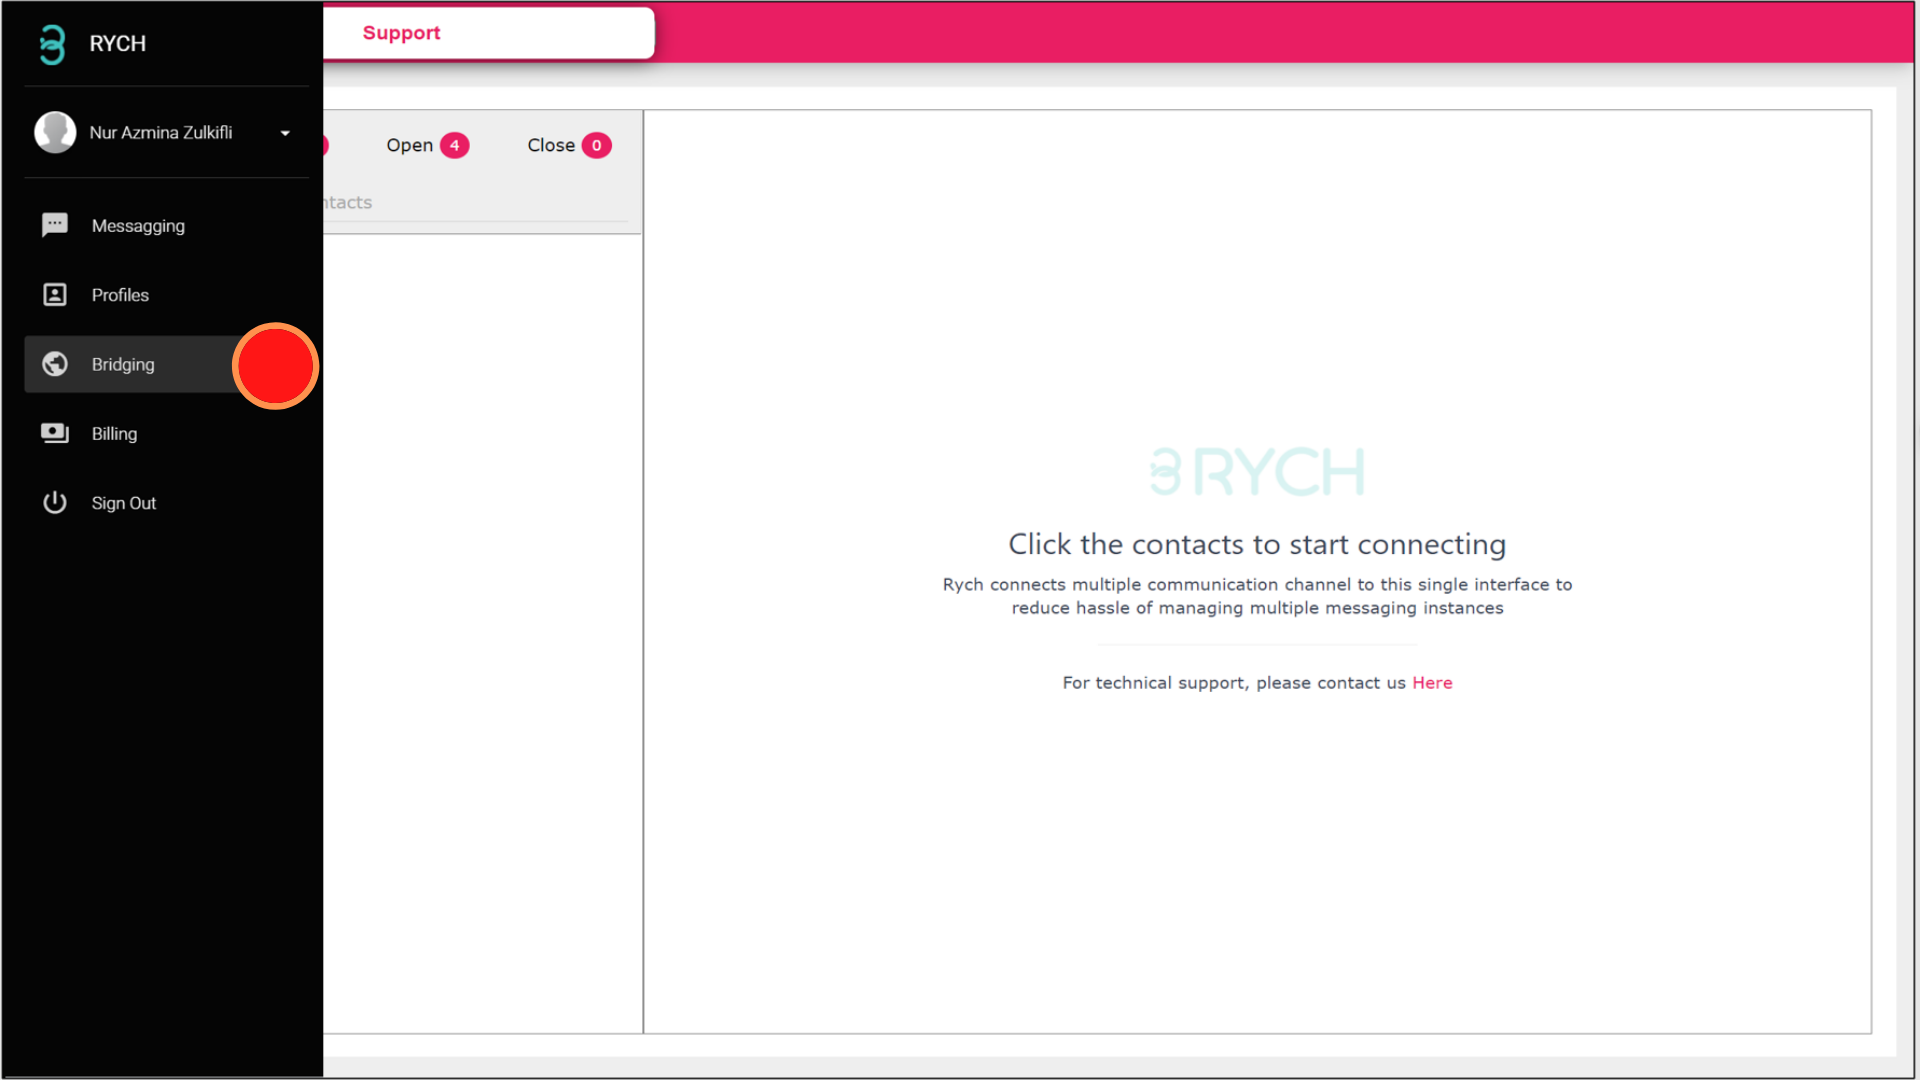 RYCH
Support
Nur Azmina Zulkifli
Open 4
Close 0
ntacts
Messagging
Profiles
Bridging
Billing
Sign Out
RYCH
Click the contacts to start connecting
Rych connects multiple communication channel to this single interface to
reduce hassle of managing multiple messaging instances
For technical support, please contact us Here